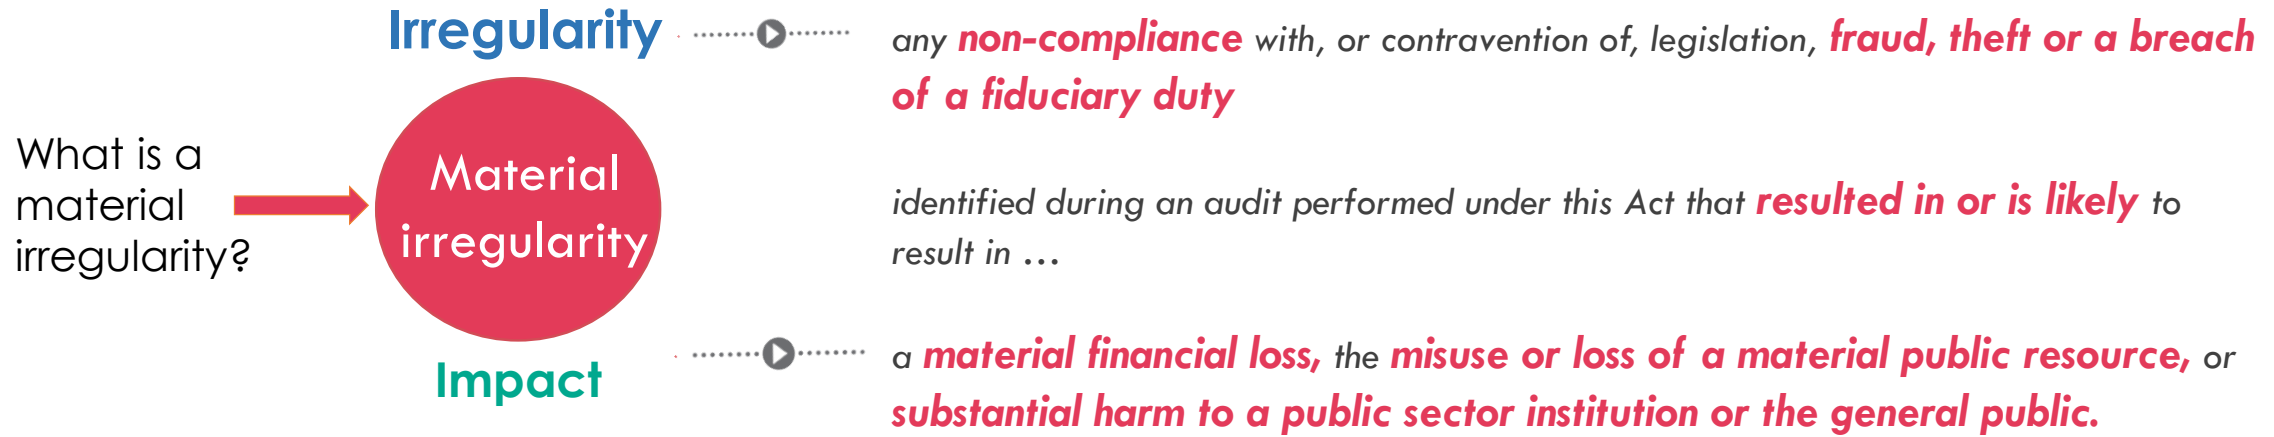 What is a
material
irregularity?
Irregularity
Material
irregularity
Impact
any non-compliance with, or contravention of, legislation, fraud, theft or a breach
of a fiduciary duty
identified during an audit performed under this Act that resulted in or is likely to
result in …
a material financial loss, the misuse or loss of a material public resource, or
substantial harm to a public sector institution or the general public.